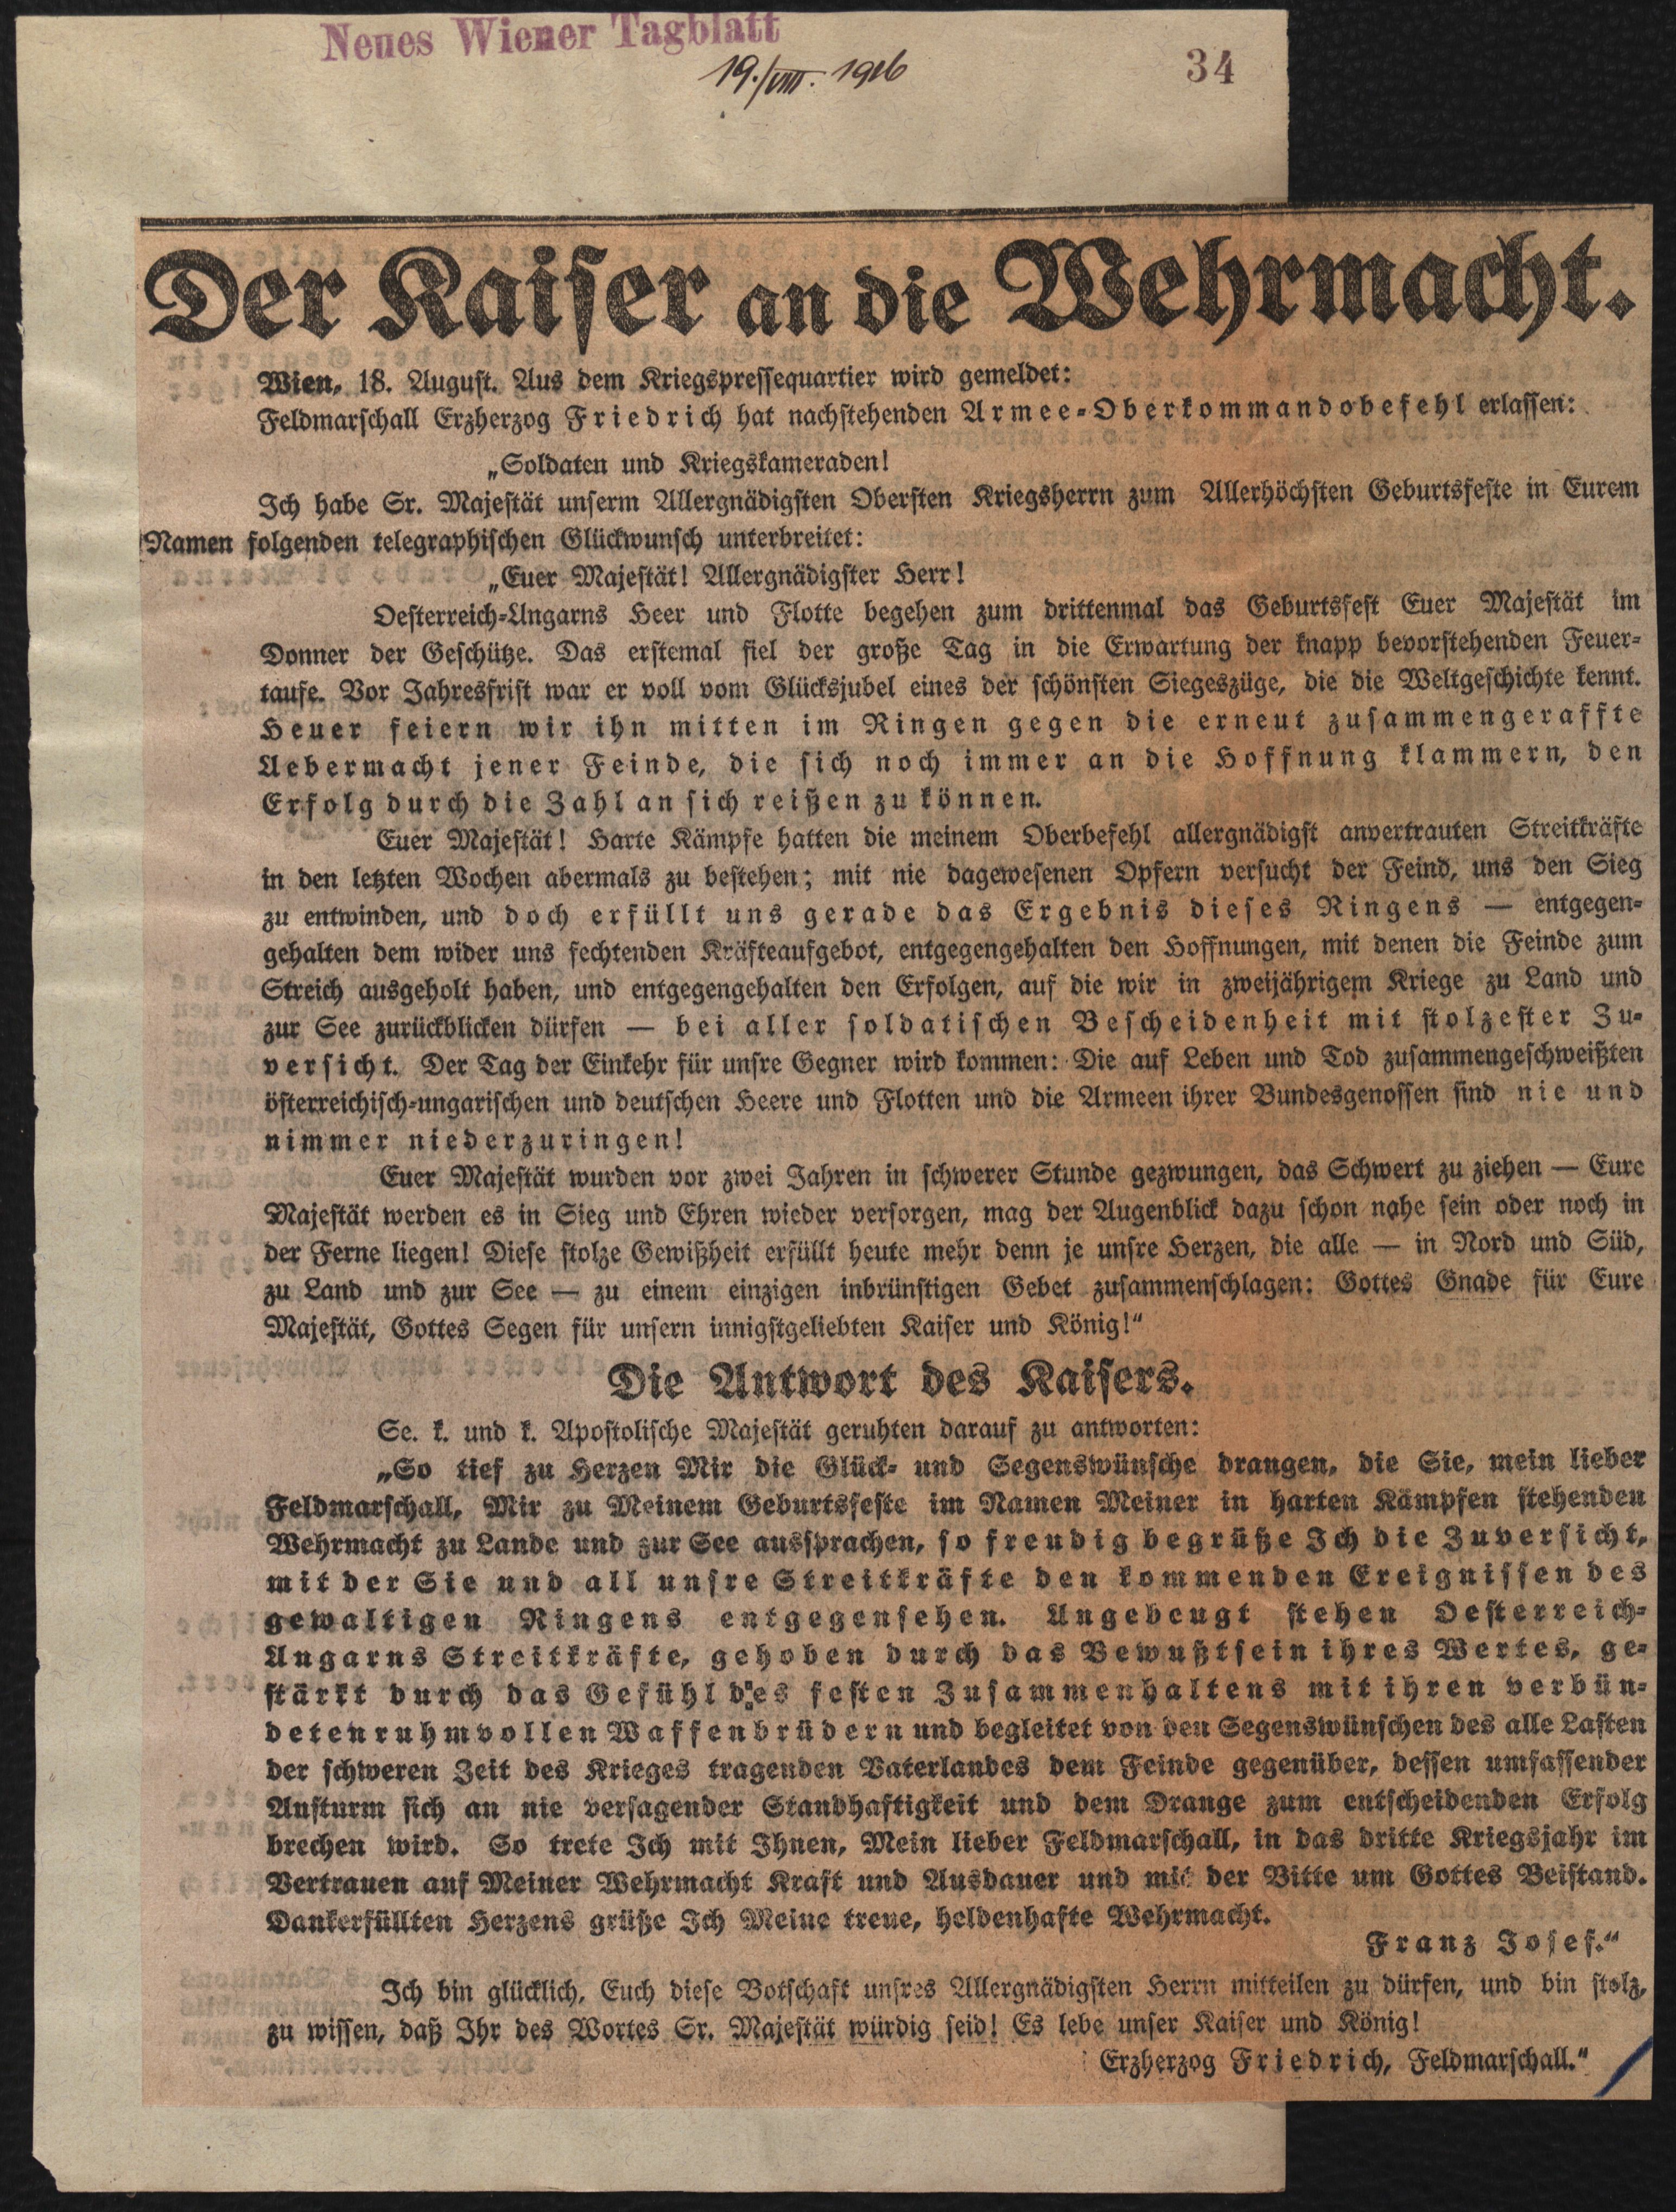 Neues Wiener Tagblatt
19./VIII. 1916
34
Der Kaiser an die Wehrmacht.
Wien, 18. August. Aus dem Kriegspressequartier wird gemeldet:
Feldmarschall Erzherzog Friedrich hat nachstehenden Armee-Oberkommandobefehl erlassen:
„Soldaten und Kriegskameraden!
Ich habe Sr. Majestät unserm Allergnädigsten Obersten Kriegsherrn zum Allerhöchsten Geburtsfeste in Eurem
Namen folgenden telegraphischen Glückwunsch unterbreitet:
„Euer Majestät! Allergnädigster Herr!
Oesterreich-Ungarns Heer und Flotte begehen zum drittenmal das Geburtsfest Euer Majestät im
Donner der Geschütze. Das erstemal fiel der große Tag in die Erwartung der knapp bevorstehenden Feuer-
taufe. Vor Jahresfrist war er voll vom Glücksjubel eines der schönsten Siegeszüge, die die Weltgeschichte kennt.
Heuer feiern wir ihn mitten im Ringen gegen die erneut zusammengeraffte
Uebermacht jener Feinde, die sich noch immer an die Hoffnung klammern, den
Erfolg durch die Zahl an sich reißen zu können.
Euer Majestät! Harte Kämpfe hatten die meinem Oberbefehl allergnädigst anvertrauten Streitkräfte
in den letzten Wochen abermals zu bestehen; mit nie dagewesenen Opfern versucht der Feind, uns den Sieg
zu entwinden, und doch erfüllt uns gerade das Ergebnis dieses Ringens — entgegen-
gehalten dem wider uns fechtenden Kräfteaufgebot, entgegengehalten den Hoffnungen, mit denen die Feinde zum
Streich ausgeholt haben, und entgegengehalten den Erfolgen, auf die wir in zweijährigem Kriege zu Land und
zur See zurückblicken dürfen — bei aller soldatischen Bescheidenheit mit stolzester Zu-
versicht. Der Tag der Einkehr für unsre Gegner wird kommen: Die auf Leben und Tod zusammengeschweißten
österreichisch-ungarischen und deutschen Heere und Flotten und die Armeen ihrer Bundesgenossen sind nie und
nimmer niederzuringen!
Euer Majestät wurden vor zwei Jahren in schwerer Stunde gezwungen, das Schwert zu ziehen — Eure
Majestät werden es in Sieg und Ehren wieder versorgen, mag der Augenblick dazu schon nahe sein oder noch in
der Ferne liegen! Diese stolze Gewißheit erfüllt heute mehr denn je unsre Herzen, die alle — in Nord und Süd,
zu Land und zur See — zu einem einzigen inbrünstigen Gebet zusammenschlagen: Gottes Gnade für Eure
Majestät, Gottes Segen für unsern innigstgeliebten Kaiser und König!“
Die Antwort des Kaisers.
Se. k. und k. Apostolische Majestät geruhten darauf zu antworten:
„So tief zu Herzen Mir die Glück- und Segenswünsche drangen, die Sie, mein lieber
Feldmarschall, Mir zu Meinem Geburtsfeste im Namen Meiner in harten Kämpfen stehenden
Wehrmacht zu Lande und zur See aussprachen, so freudig begrüße Ich die Zuversicht,
mit der Sie und all unsre Streitkräfte den kommenden Ereignissen des
gewaltigen Ringens entgegensehen. Ungebeugt stehen Oesterreich-
Ungarns Streitkräfte, gehoben durch das Bewußtsein ihres Wertes, ge-
stärkt durch das Gefühl des festen Zusammenhaltens mit ihren verbün-
deten ruhmvollen Waffenbrüdern und begleitet von den Segenswünschen des alle Lasten
der schweren Zeit des Krieges tragenden Vaterlandes dem Feinde gegenüber, dessen umfassender
Ansturm sich an nie versagender Standhaftigkeit und dem Drange zum entscheidenden Erfolg
brechen wird. So trete Ich mit Ihnen, Mein lieber Feldmarschall, in das dritte Kriegsjahr im
Vertrauen auf Meiner Wehrmacht Kraft und Ausdauer und mit der Bitte um Gottes Beistand.
Dankerfüllten Herzens grüße Ich Meine treue, heldenhafte Wehrmacht.
Franz Josef.“
Ich bin glücklich, Euch diese Botschaft unsres Allergnädigsten Herrn mitteilen zu dürfen, und bin stolz,
zu wissen, daß Ihr des Wortes Sr. Majestät würdig seid! Es lebe unser Kaiser und König!
Erzherzog Friedrich, Feldmarschall.“